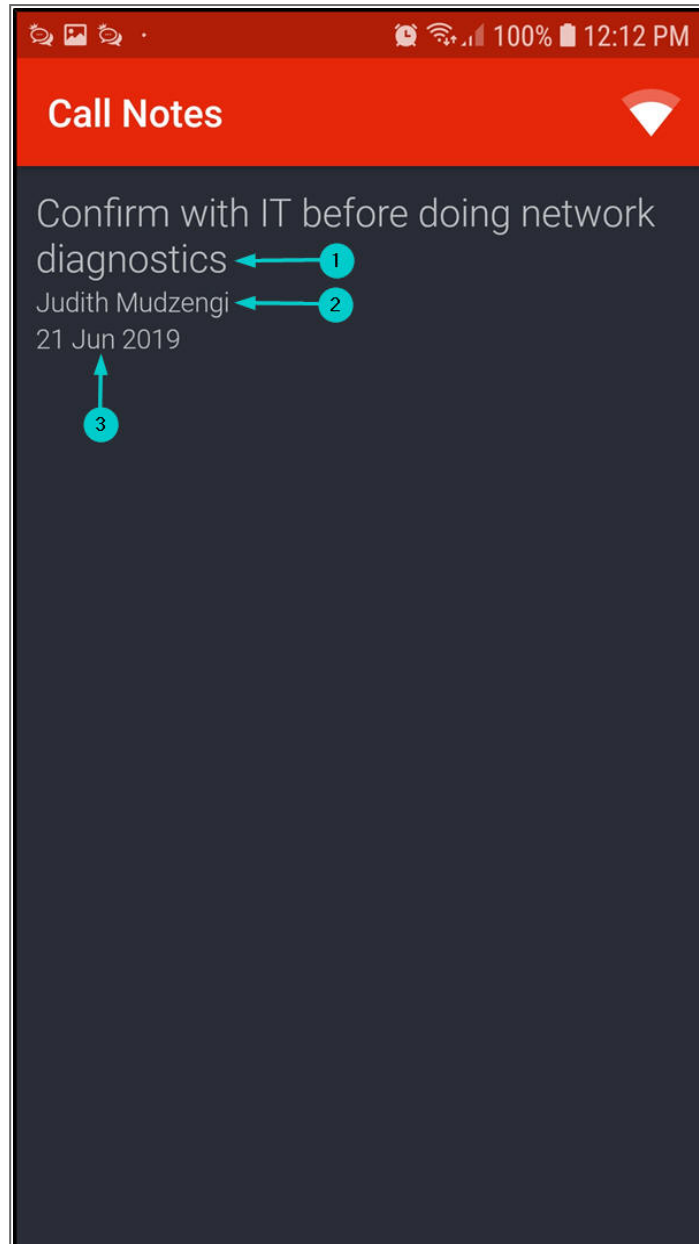 100% 12:12 PM
Call Notes
Confirm with IT before doing network
diagnostics
1
Judith Mudzengi
2
21 Jun 2019
3